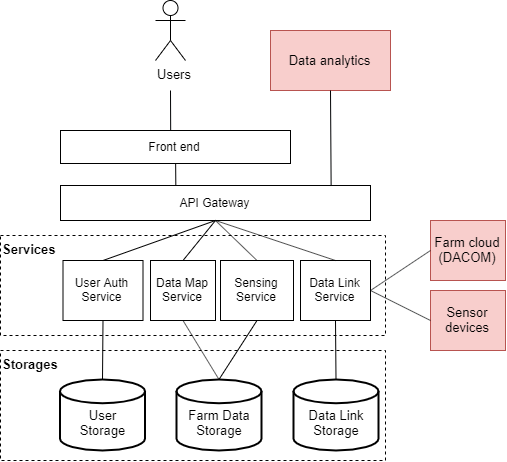 Users
Data analytics
Front end
API Gateway
Services
User Auth
Service
Data Map
Service
Sensing
Service
Data Link
Service
Farm cloud
(DACOM)
Sensor
devices
Storages
User
Storage
Farm Data
Storage
Data Link
Storage